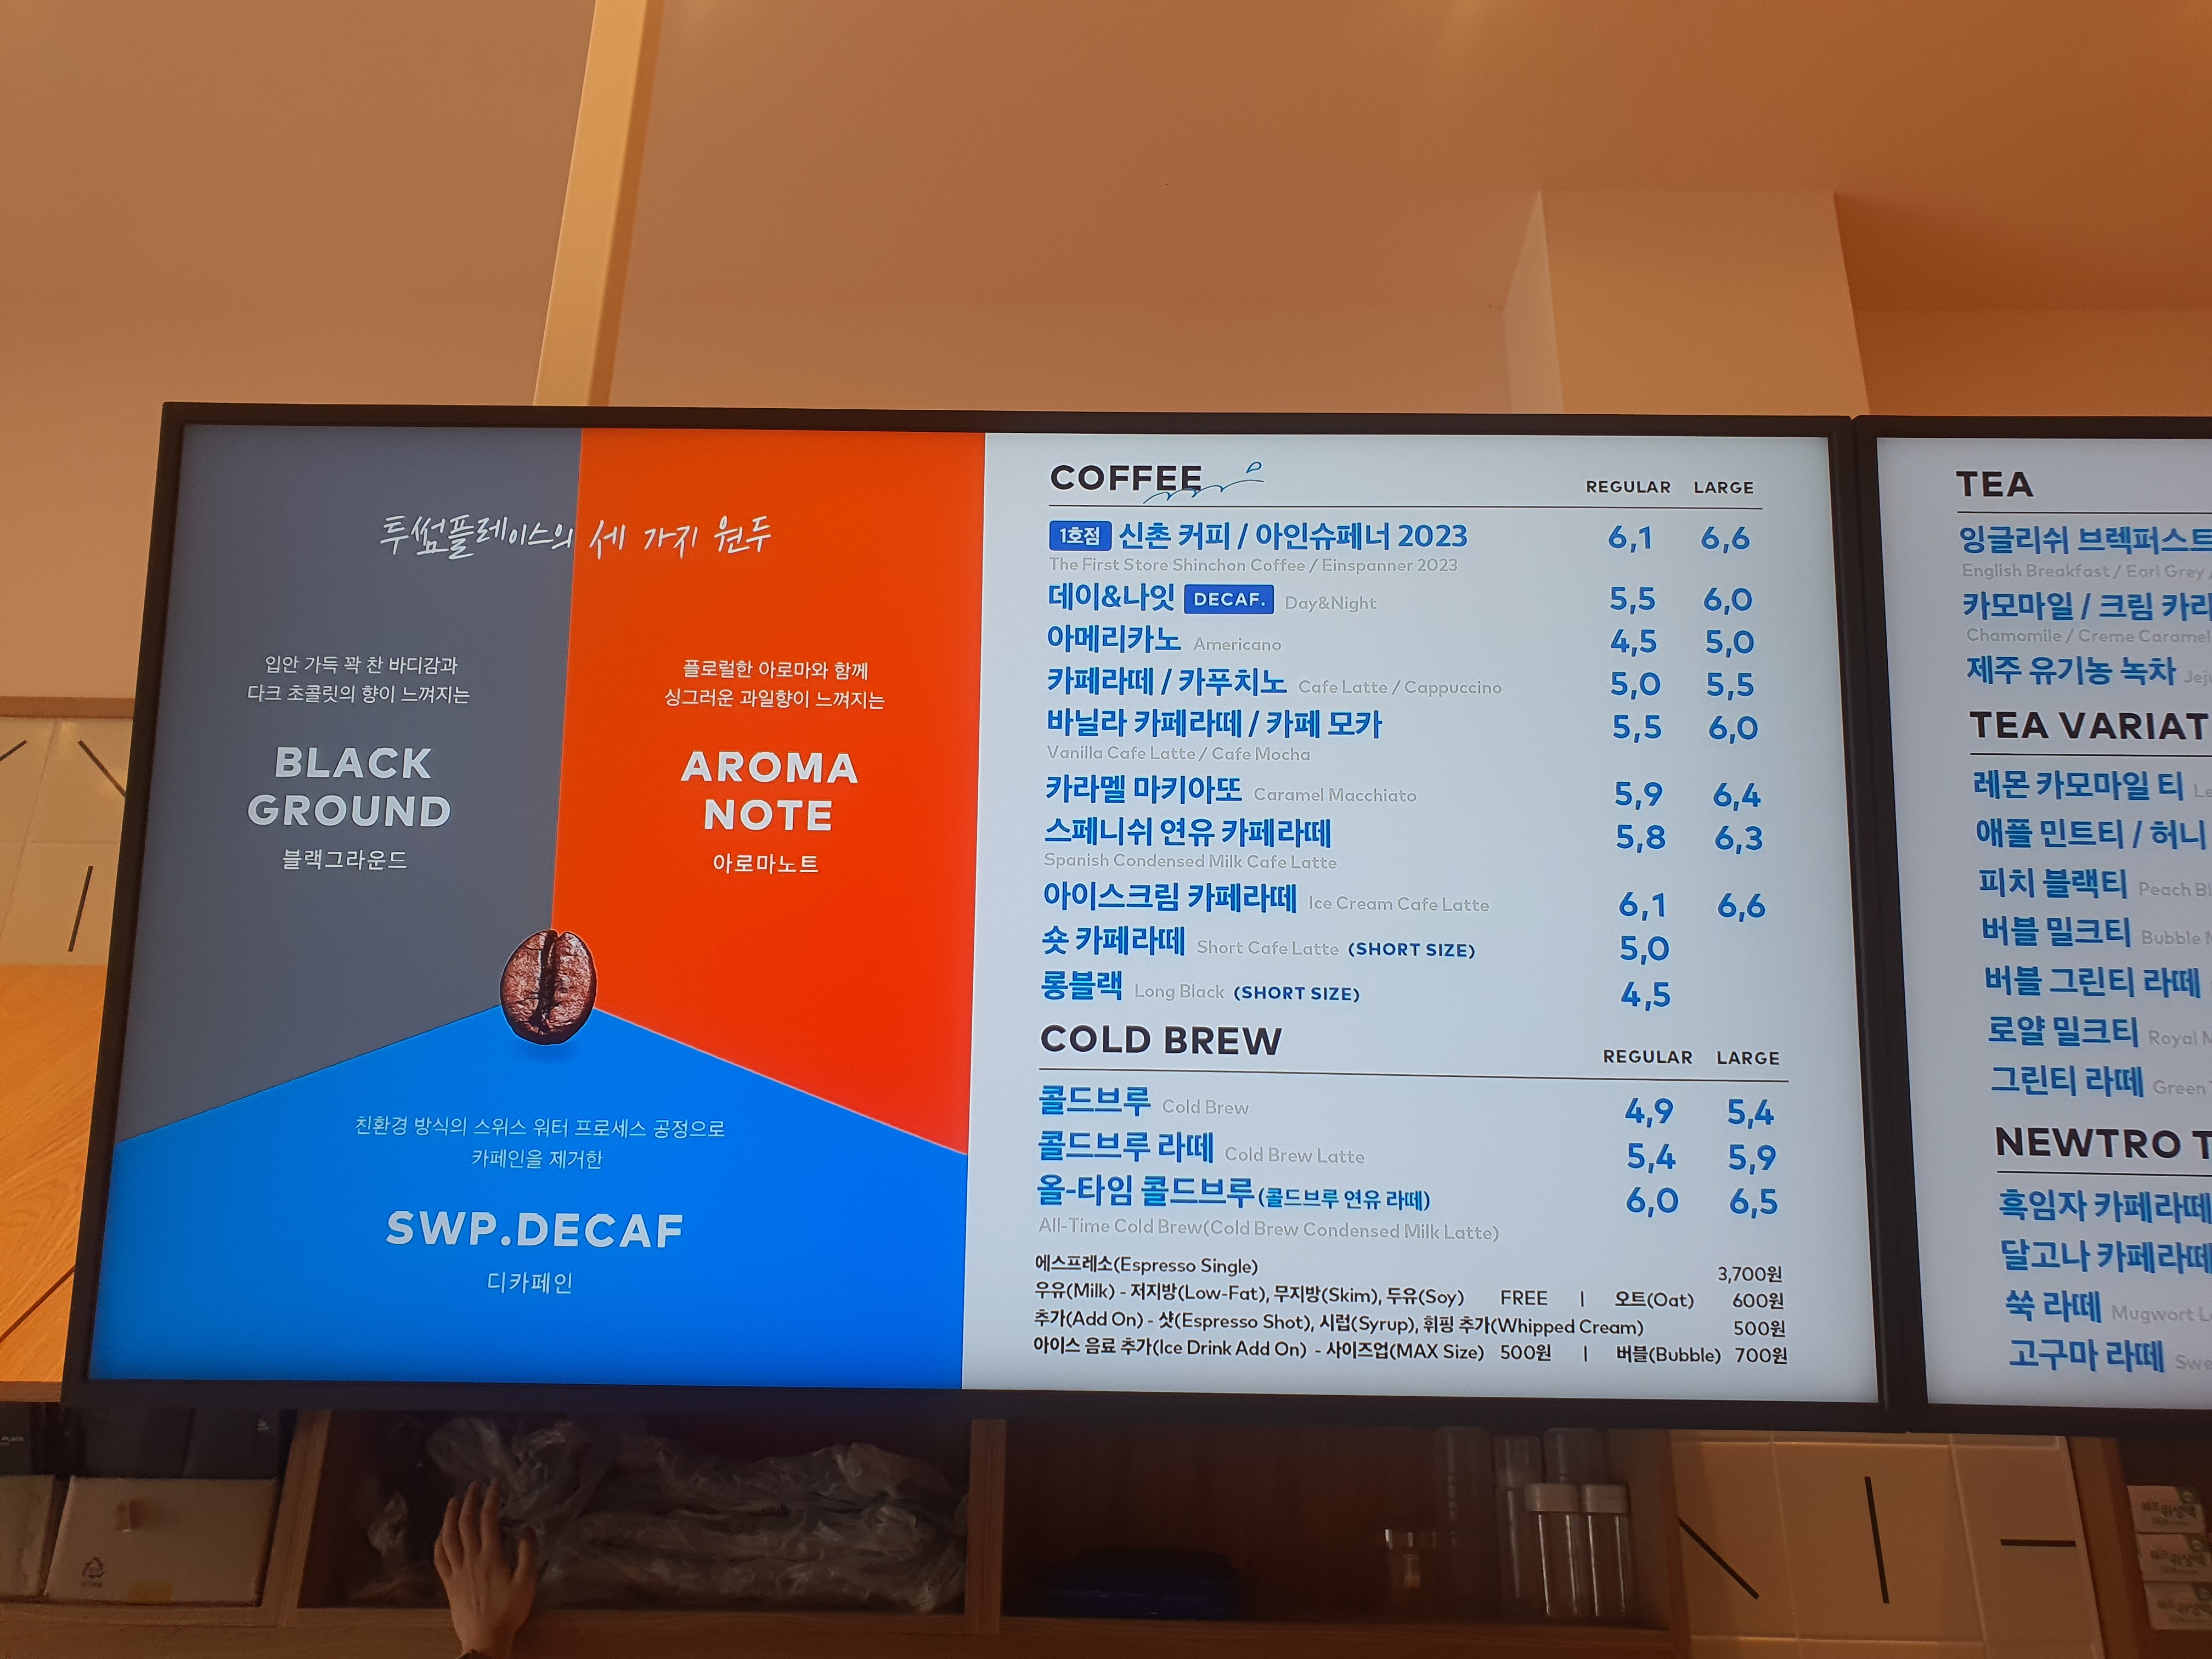 투썸플레이스의 세 가지 원두
입안 가득 꽉 찬 바디감과
다크 초콜릿의 향이 느껴지는
BLACK
GROUND
블랙그라운드
플로럴한 아로마와 함께
싱그러운 과일향이 느껴지는
AROMA
NOTE
아로마노트
친환경 방식의 스위스 워터 프로세스 공정으로
카페인을 제거한
SWP.DECAF
디카페인
COFFEE REGULAR LARGE
1호점 신촌 커피 / 아인슈페너 2023 6,1 6,6
The First Store Shinchon Coffee / Einspanner 2023
데이&나잇 DECAF. Day&Night 5,5 6,0
아메리카노 Americano 4,5 5,0
카페라떼 / 카푸치노 Cafe Latte / Cappuccino 5,0 5,5
바닐라 카페라떼 / 카페 모카 5,5 6,0
Vanilla Cafe Latte / Cafe Mocha
카라멜 마키아또 Caramel Macchiato 5,9 6,4
스페니쉬 연유 카페라떼 5,8 6,3
Spanish Condensed Milk Cafe Latte
아이스크림 카페라떼 Ice Cream Cafe Latte 6,1 6,6
숏 카페라떼 Short Cafe Latte (SHORT SIZE) 5,0
롱블랙 Long Black (SHORT SIZE) 4,5
COLD BREW REGULAR LARGE
콜드브루 Cold Brew 4,9 5,4
콜드브루 라떼 Cold Brew Latte 5,4 5,9
올-타임 콜드브루(콜드브루 연유 라떼) 6,0 6,5
All-Time Cold Brew(Cold Brew Condensed Milk Latte)
에스프레소(Espresso Single) 3,700원
우유(Milk) - 저지방(Low-Fat), 무지방(Skim), 두유(Soy) FREE | 오트(Oat) 600원
추가(Add On) - 샷(Espresso Shot), 시럽(Syrup), 휘핑 추가(Whipped Cream) 500원
아이스 음료 추가(Ice Drink Add On) - 사이즈업(MAX Size) 500원 | 버블(Bubble) 700원
TEA
잉글리쉬 브렉퍼스트
English Breakfast / Earl Grey
카모마일 / 크림 카라
Chamomile / Creme Caramel
제주 유기농 녹차
TEA VARIAT
레몬 카모마일 티
애플 민트티 / 허니
피치 블랙티 Peach
버블 밀크티 Bubble
버블 그린티 라떼
로얄 밀크티 Royal
그린티 라떼 Green
NEWTRO
흑임자 카페라떼
달고나 카페라떼
쑥 라떼 Mugwort
고구마 라떼